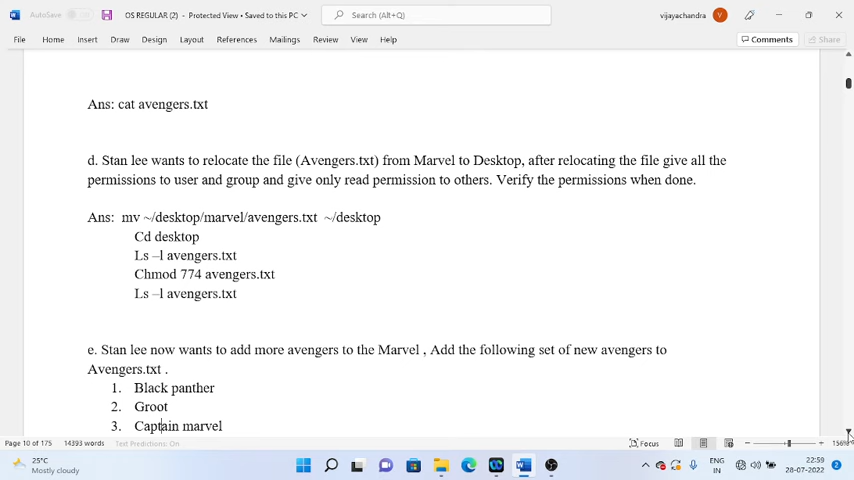 AutoSave
OS REGULAR (2) - Protected View • Saved to this PC
Search (Alt+Q)
vijayachandra
V
File Home Insert Draw Design Layout References Mailings Review View Help
Comments
Share
Ans: cat avengers.txt
d. Stan lee wants to relocate the file (Avengers.txt) from Marvel to Desktop, after relocating the file give all the
permissions to user and group and give only read permission to others. Verify the permissions when done.
Ans: mv ~/desktop/marvel/avengers.txt ~/desktop
Cd desktop
Ls –l avengers.txt
Chmod 774 avengers.txt
Ls –l avengers.txt
e. Stan lee now wants to add more avengers to the Marvel , Add the following set of new avengers to
Avengers.txt .
1. Black panther
2. Groot
3. Captain marvel
Page 10 of 175 14393 words Text Predictions: On
Focus
156%
25°C
Mostly cloudy
ENG
IN
22:59
28-07-2022
2